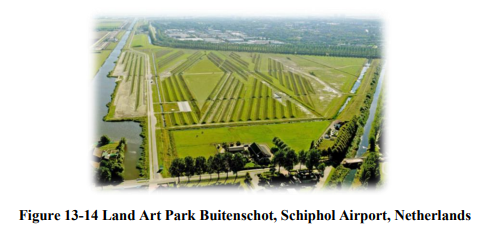 Figure 13-14 Land Art Park Buitenschot, Schiphol Airport, Netherlands